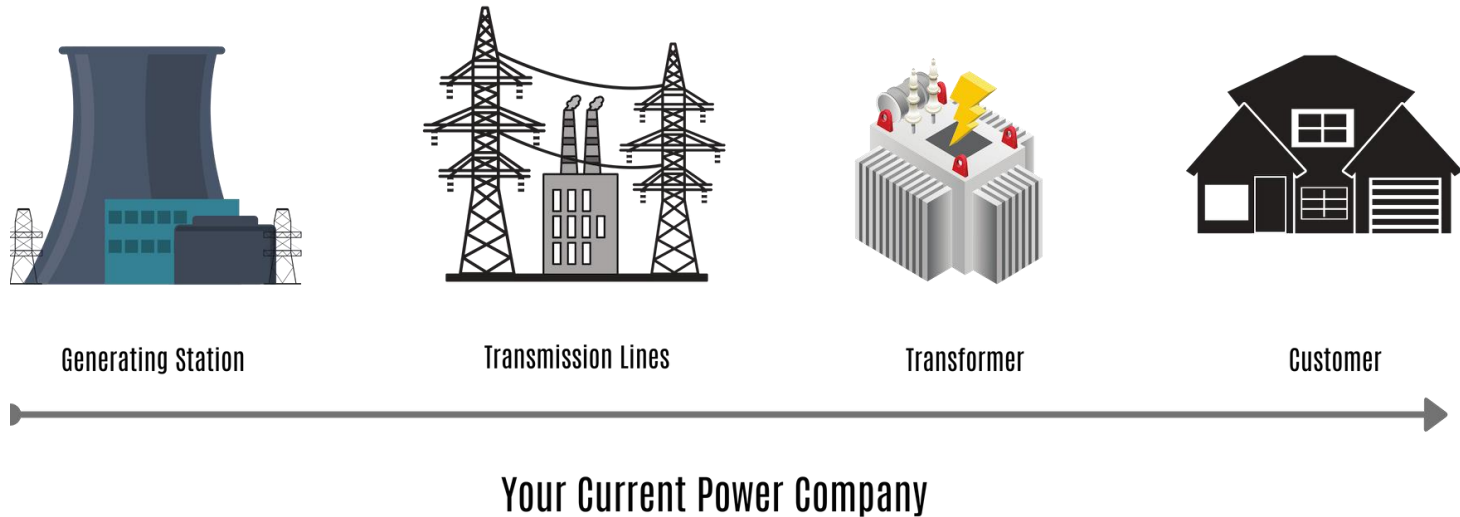 Generating Station
Transmission Lines
Transformer
Customer
Your Current Power Company